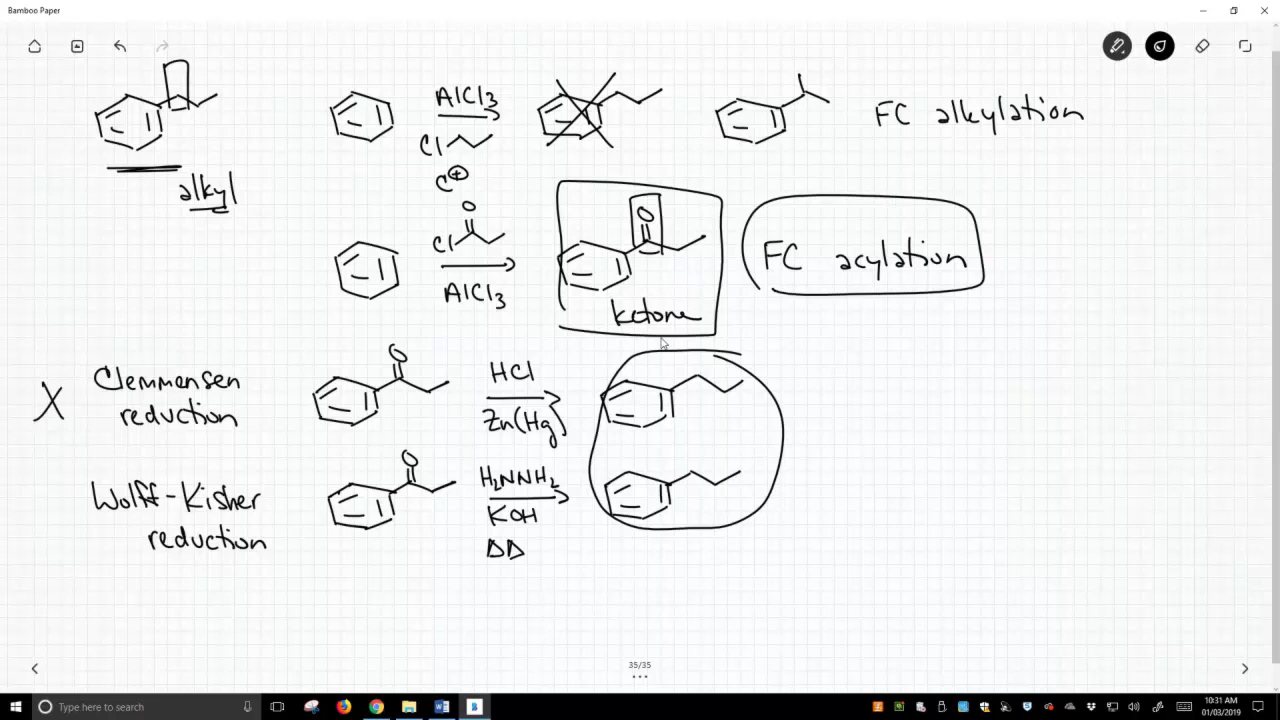 Bamboo Paper
alkyl
AlCl3
Cl
C⊕
FC alkylation
O
Cl
AlCl3
O
ketone
FC acylation
X
Clemmensen
reduction
O
HCl
Zn(Hg)
Wolff-Kisher
reduction
O
H2NNH2
KOH
ΔΔ
35/35
Type here to search
10:31 AM
01/03/2019